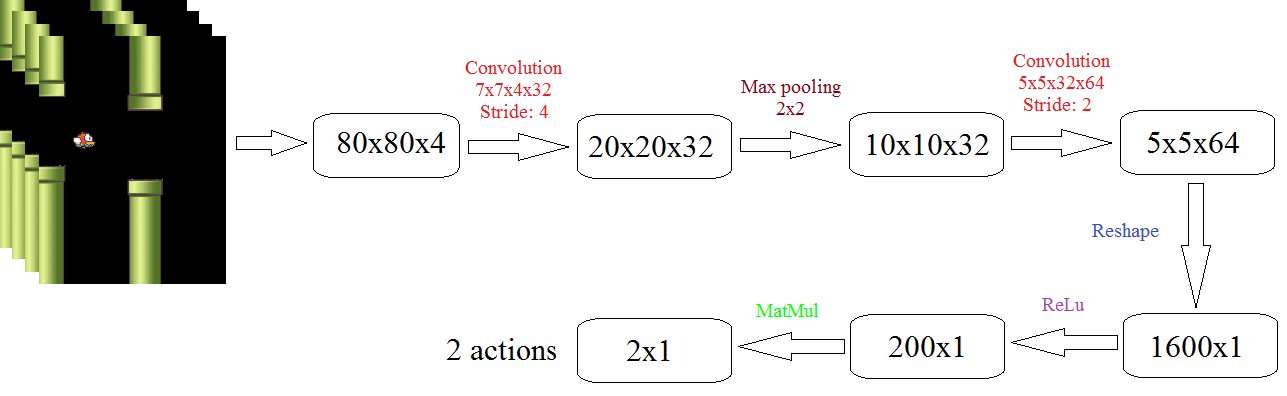 80x80x4
Convolution
7x7x4x32
Stride: 4
20x20x32
Max pooling
2x2
10x10x32
Convolution
5x5x32x64
Stride: 2
5x5x64
Reshape
1600x1
ReLu
200x1
MatMul
2x1
2 actions